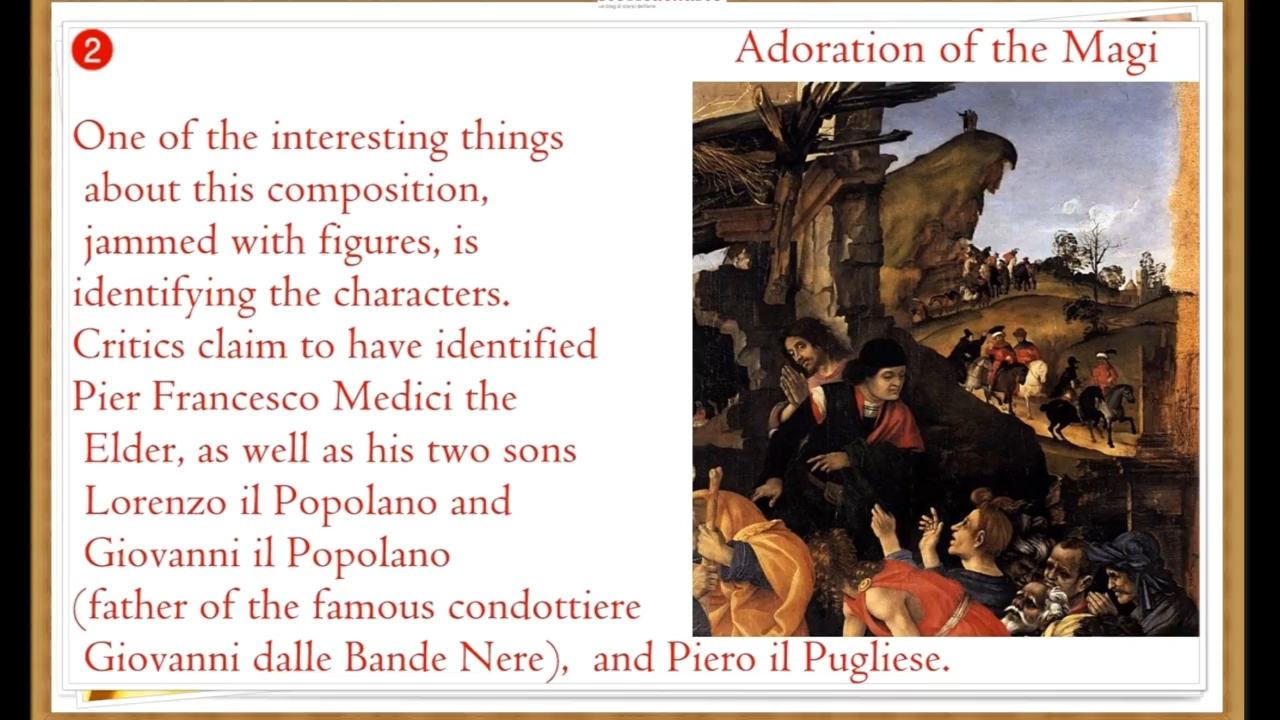 2
Adoration of the Magi
One of the interesting things
about this composition,
jammed with figures, is
identifying the characters.
Critics claim to have identified
Pier Francesco Medici the
Elder, as well as his two sons
Lorenzo il Popolano and
Giovanni il Popolano
(father of the famous condottiere
Giovanni dalle Bande Nere), and Piero il Pugliese.